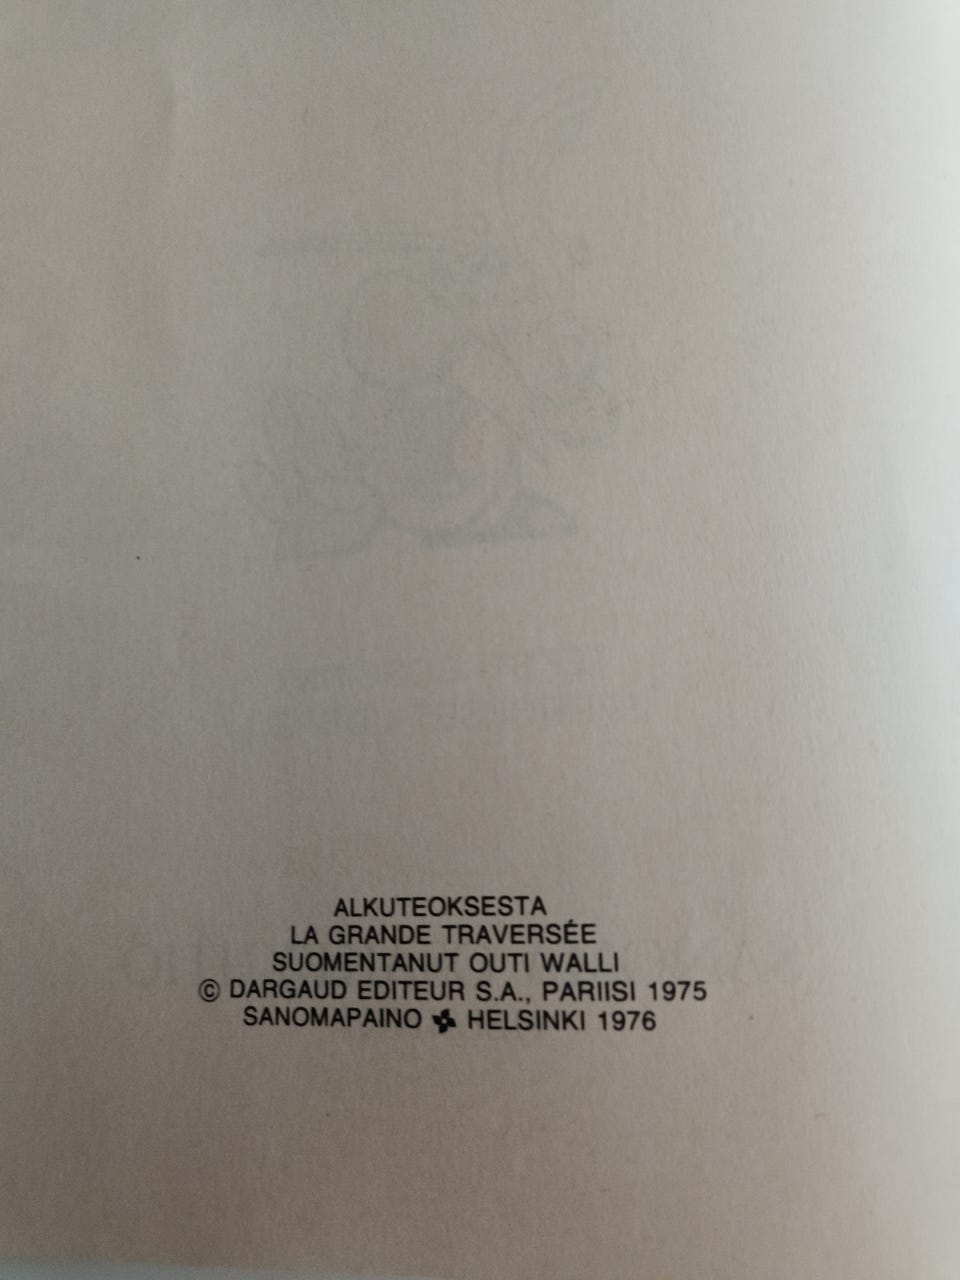 ALKUTEOKSESTA
LA GRANDE TRAVERSÉE
SUOMENTANUT OUTI WALLI
© DARGAUD EDITEUR S.A., PARIISI 1975
SANOMAPAINO HELSINKI 1976